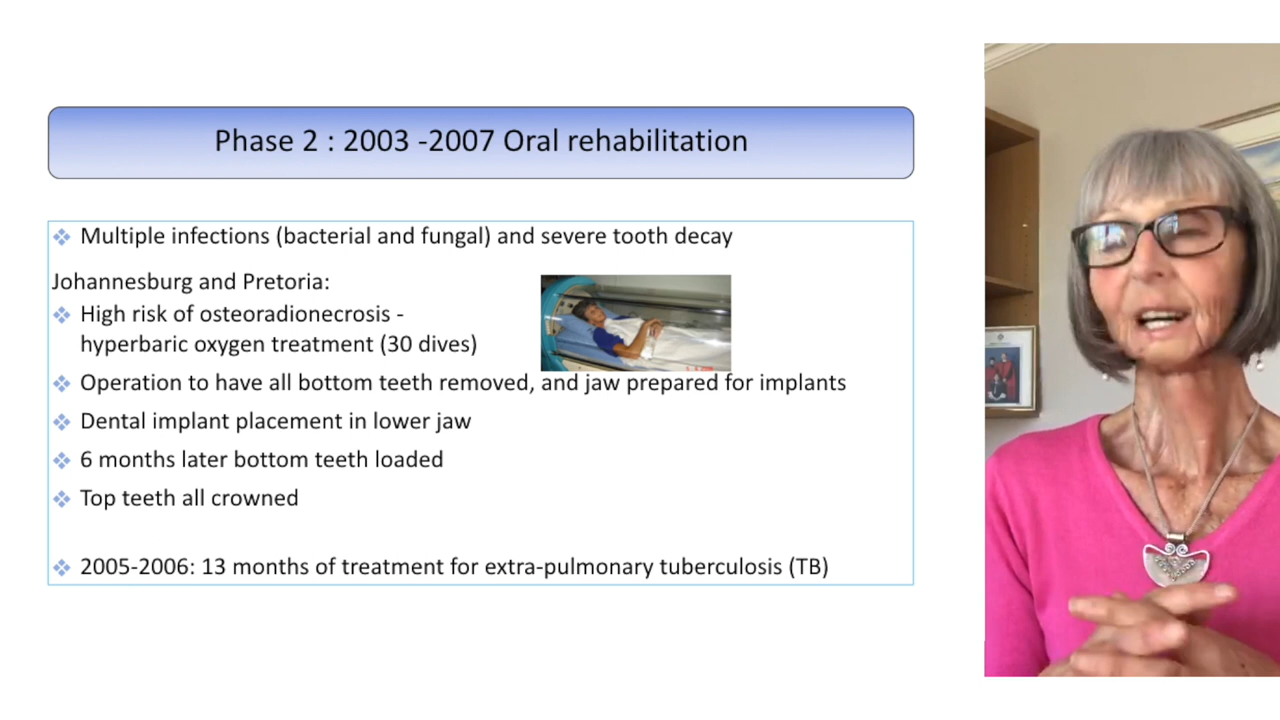 Phase 2 : 2003 -2007 Oral rehabilitation
Multiple infections (bacterial and fungal) and severe tooth decay
Johannesburg and Pretoria:
High risk of osteoradionecrosis -
hyperbaric oxygen treatment (30 dives)
Operation to have all bottom teeth removed, and jaw prepared for implants
Dental implant placement in lower jaw
6 months later bottom teeth loaded
Top teeth all crowned
2005-2006: 13 months of treatment for extra-pulmonary tuberculosis (TB)